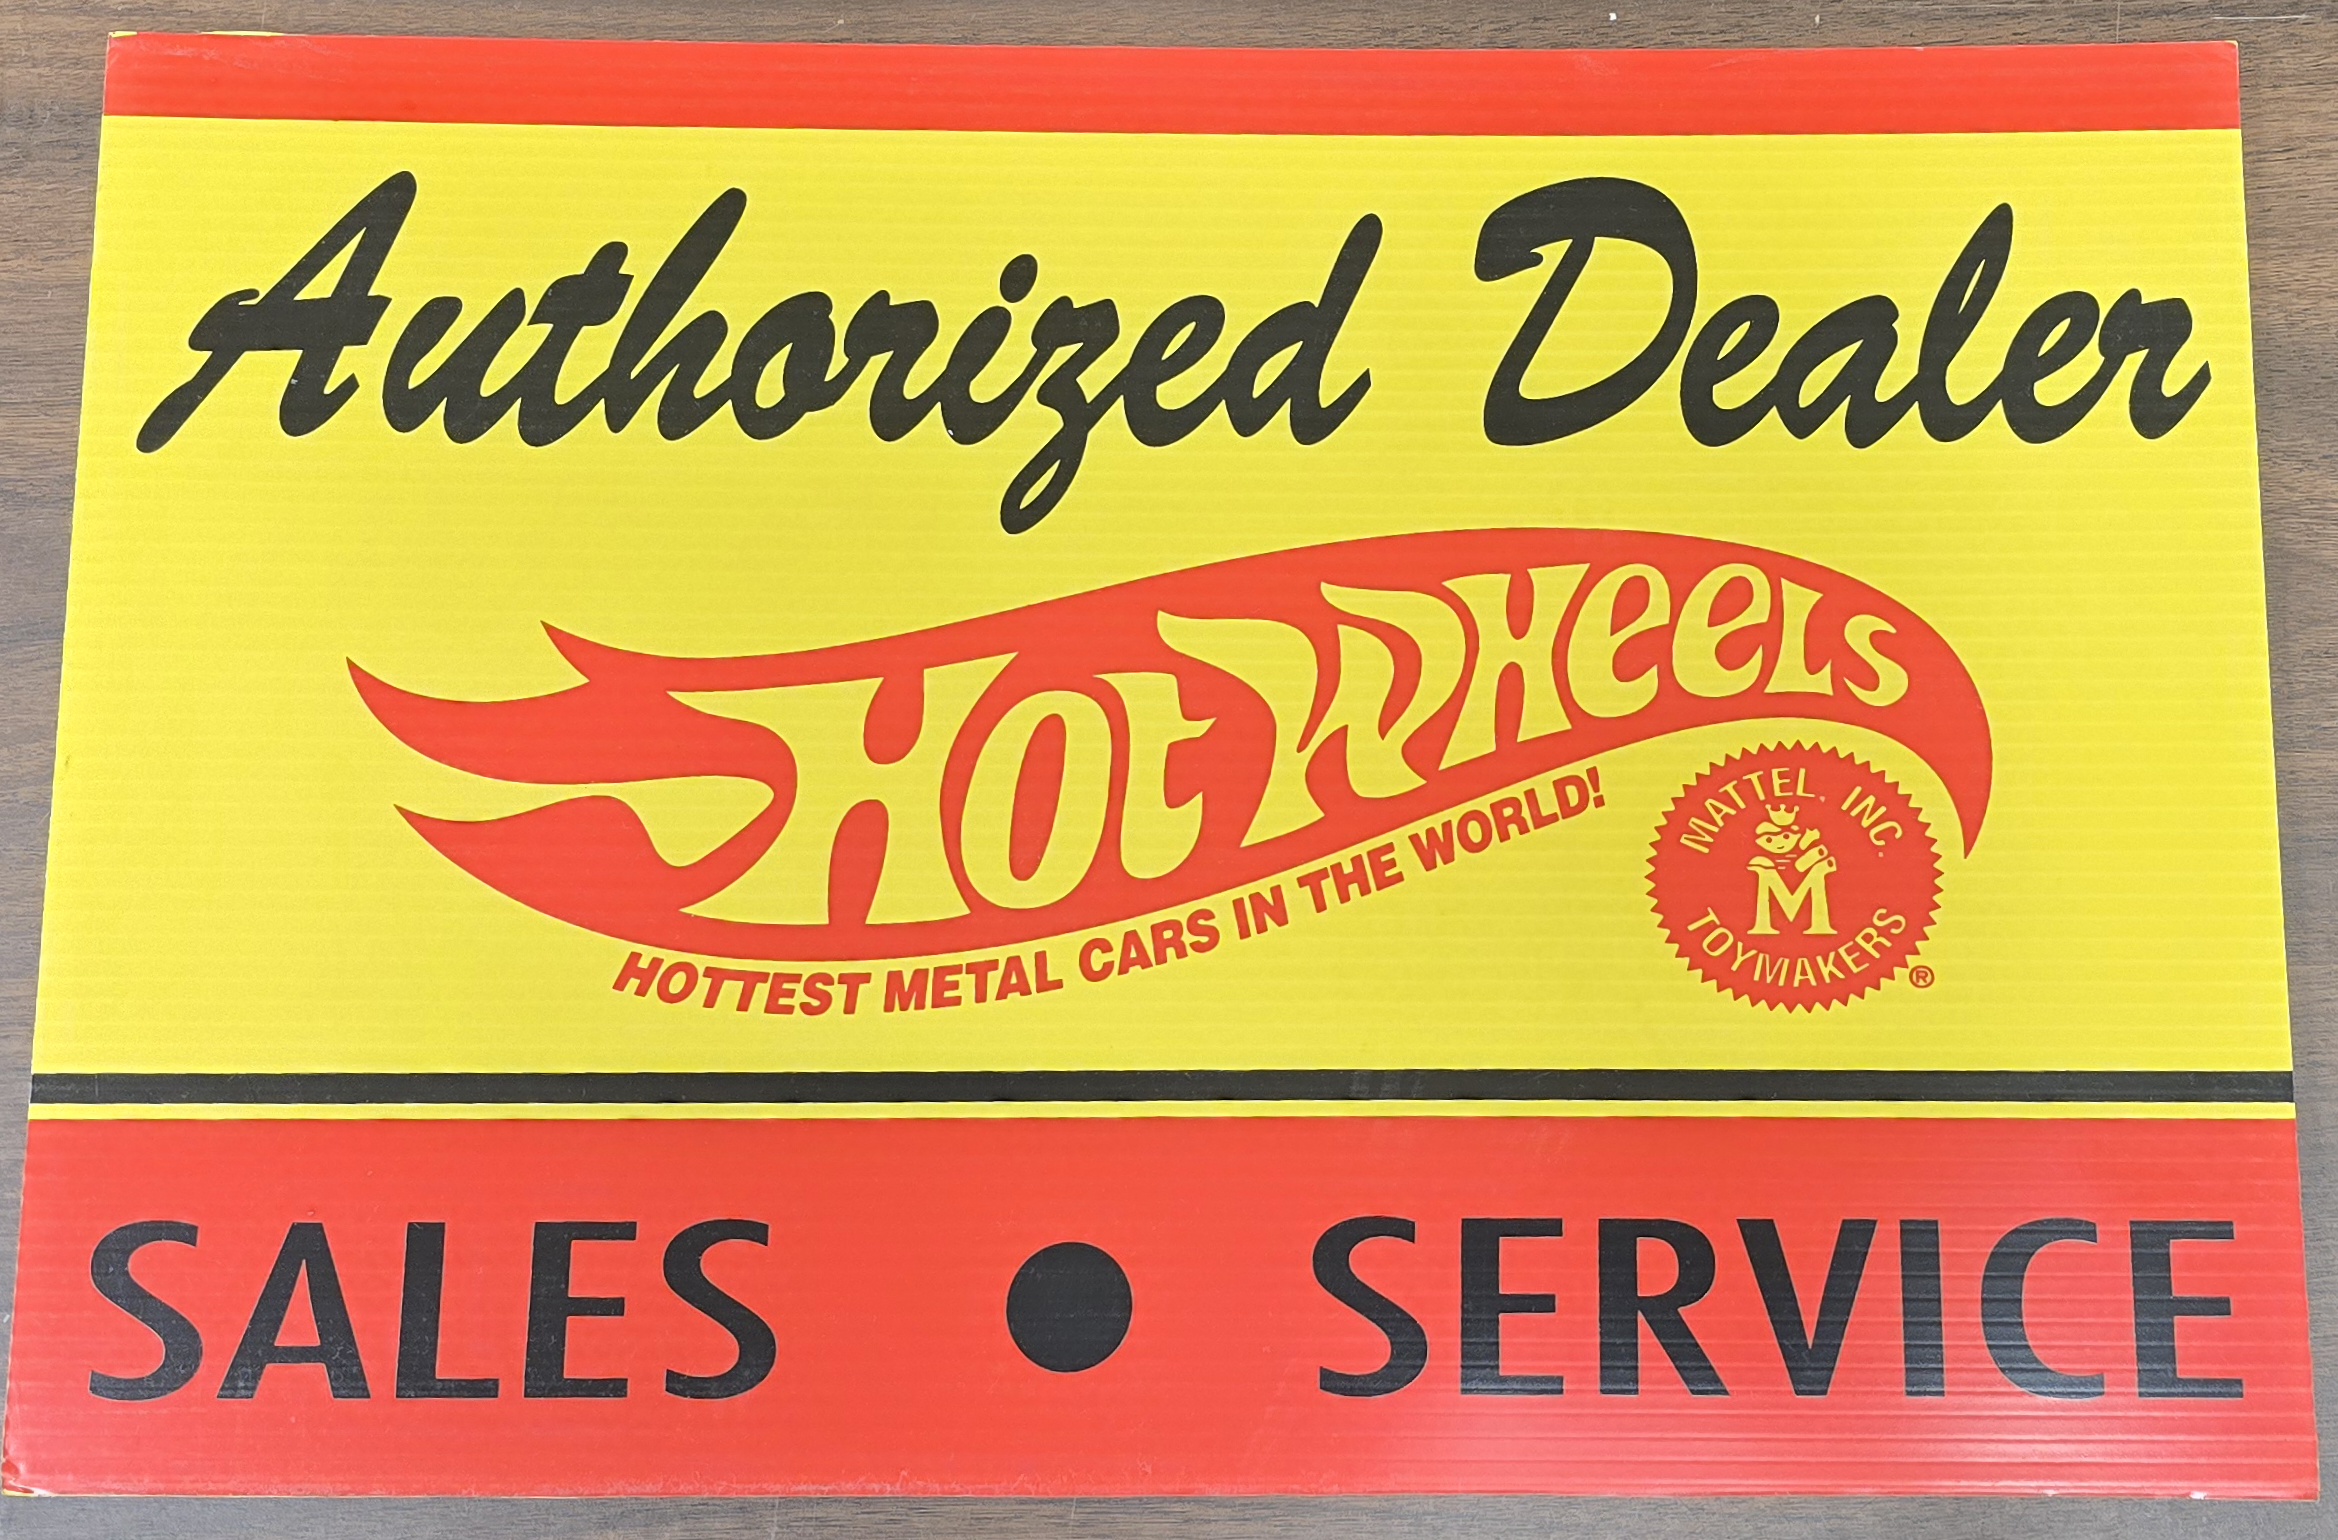 Authorized Dealer
HOT WHEELS
HOTTEST METAL CARS IN THE WORLD!
MATTEL, INC.
M
TOYMAKERS
®
SALES ● SERVICE